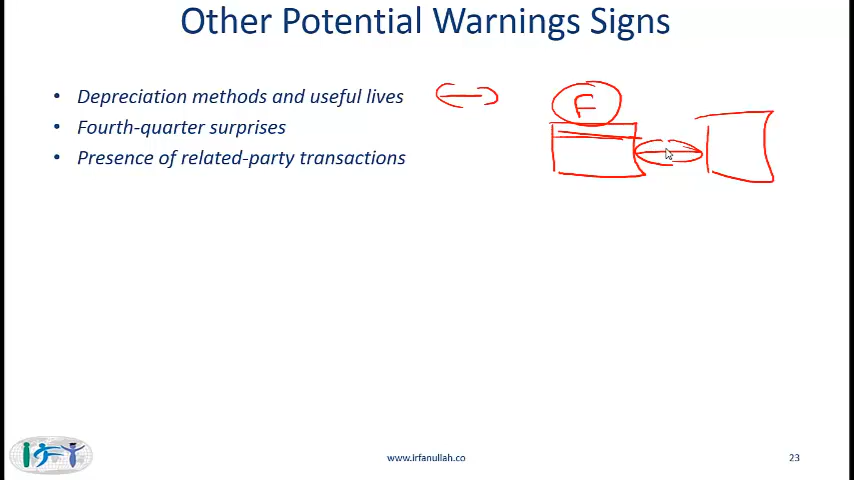 Other Potential Warnings Signs
• Depreciation methods and useful lives
• Fourth-quarter surprises
• Presence of related-party transactions
F
www.irfanullah.co
23